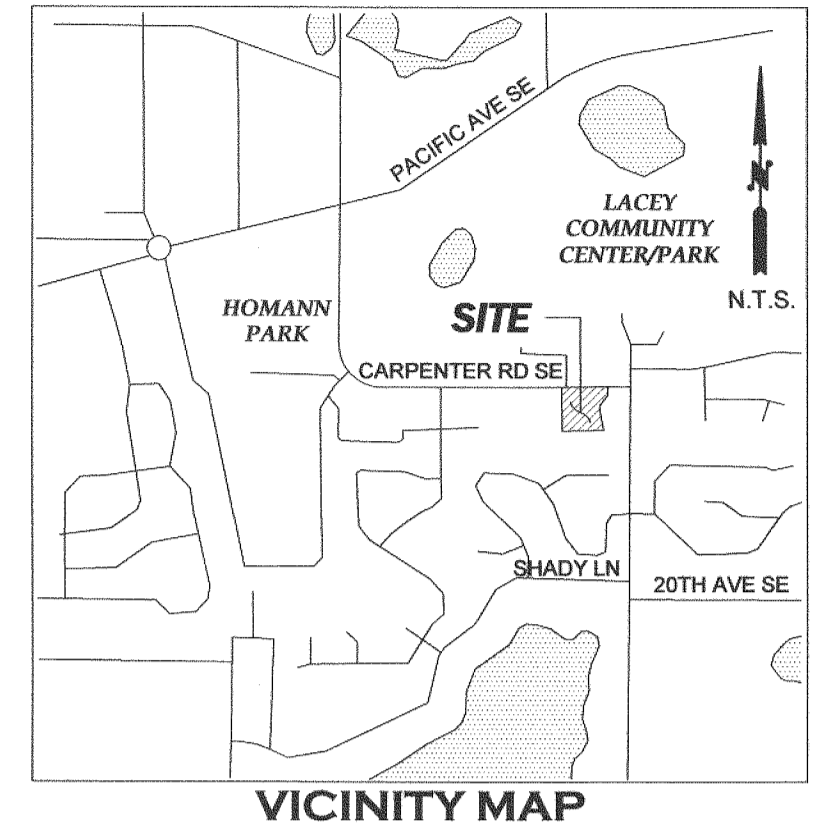 PACIFIC AVE SE
LACEY
COMMUNITY
CENTER/PARK
N
N.T.S.
HOMANN
PARK
SITE
CARPENTER RD SE
SHADY LN
20TH AVE SE
VICINITY MAP